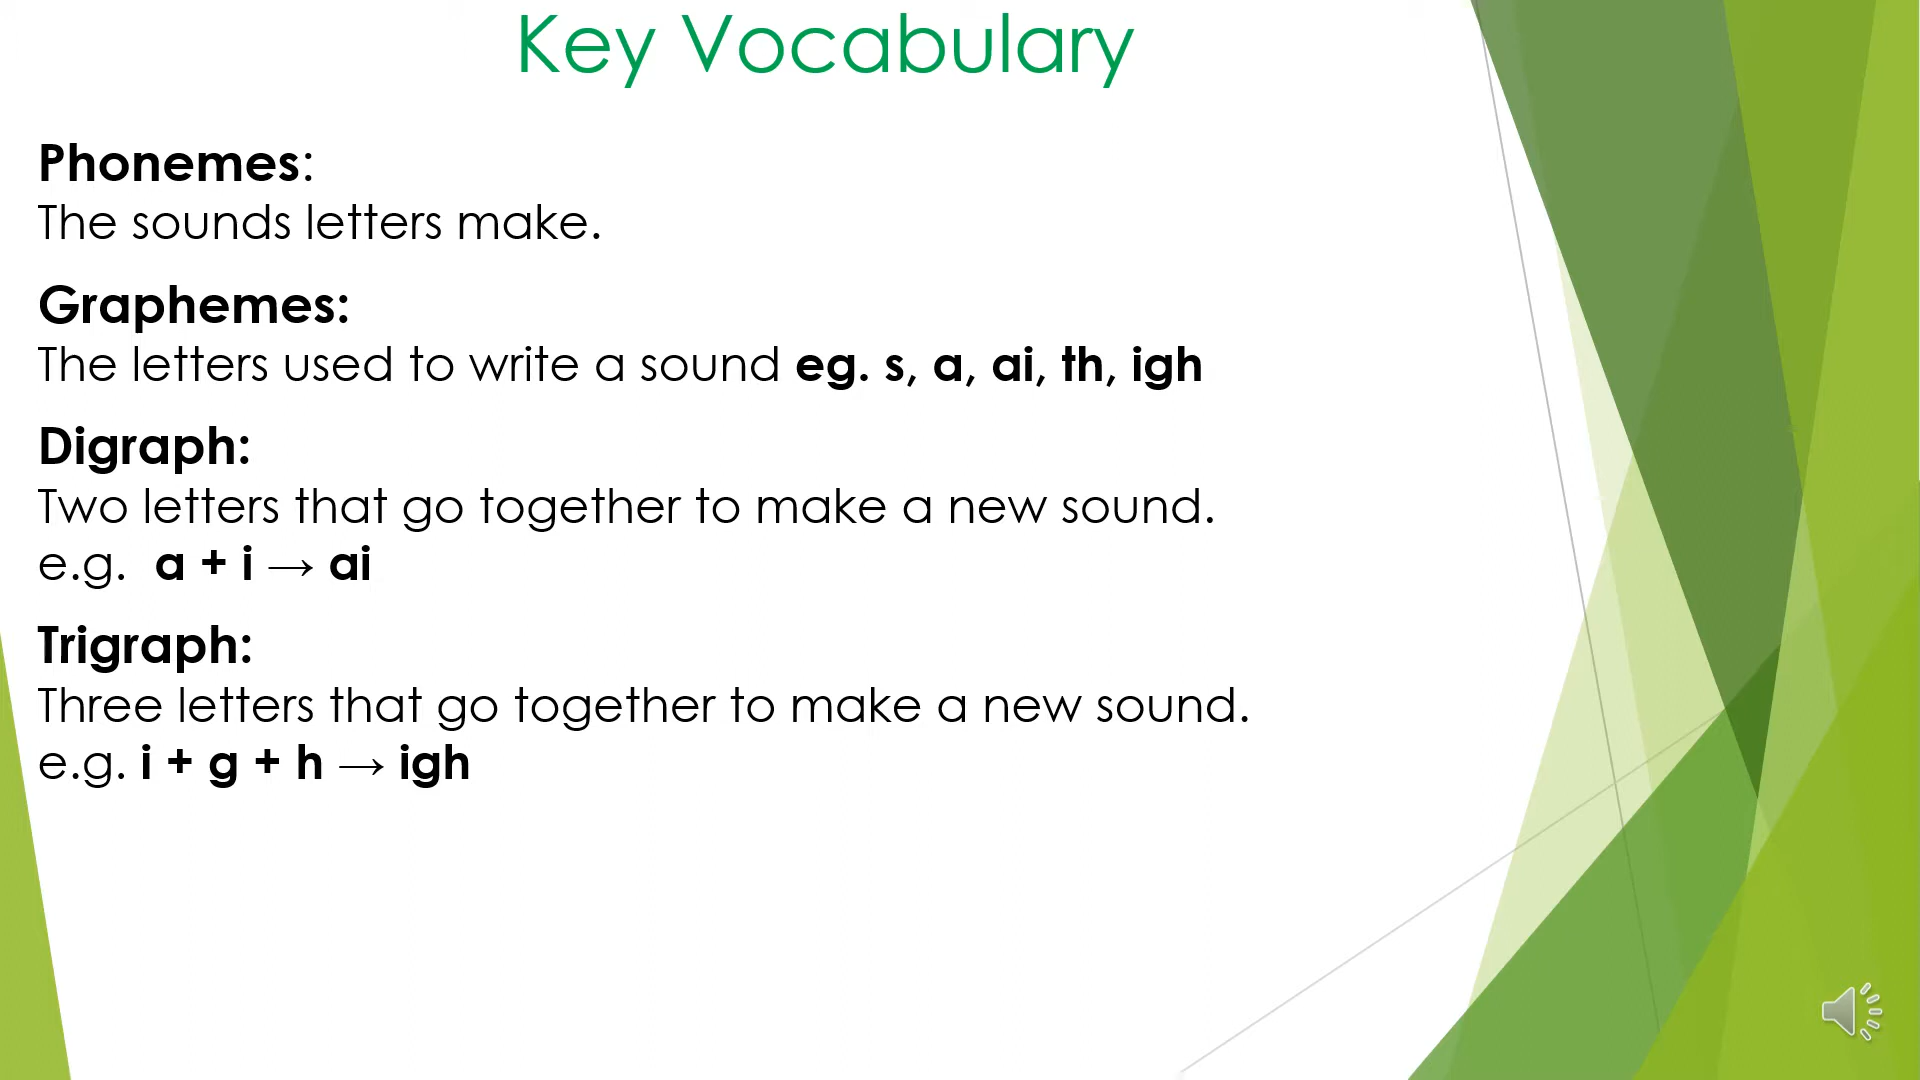 Key Vocabulary
Phonemes:
The sounds letters make.
Graphemes:
The letters used to write a sound eg. s, a, ai, th, igh
Digraph:
Two letters that go together to make a new sound.
e.g. a + i → ai
Trigraph:
Three letters that go together to make a new sound.
e.g. i + g + h → igh